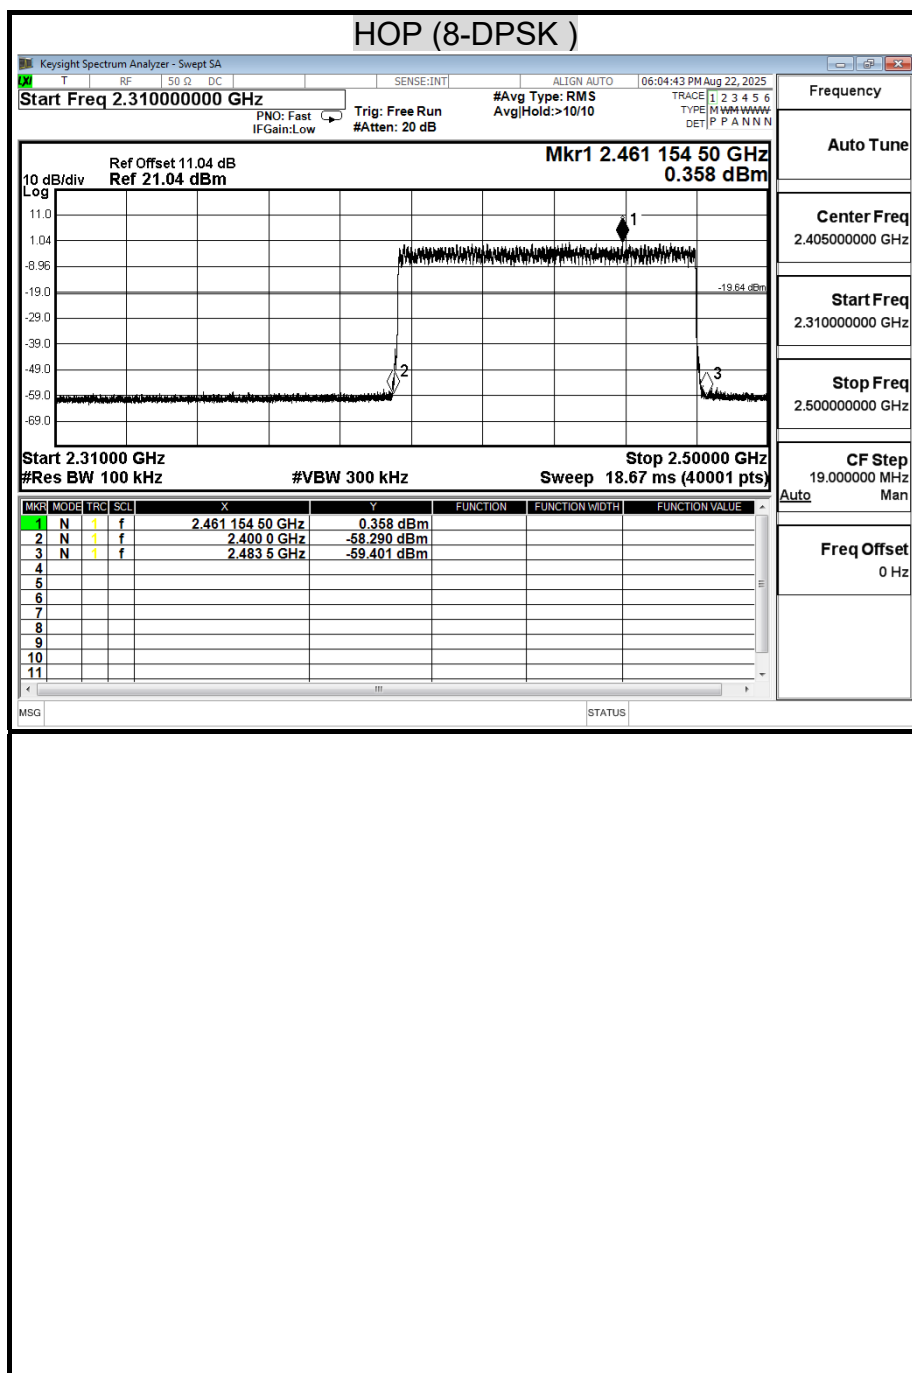 HOP (8-DPSK )
Keysight Spectrum Analyzer - Swept SA
LXI T RF 50 Ω DC SENSE:INT ALIGN AUTO 06:04:43 PM Aug 22, 2025
Start Freq 2.310000000 GHz
PNO: Fast
IFGain:Low
Trig: Free Run
#Atten: 20 dB
#Avg Type: RMS
Avg|Hold:>10/10
TRACE 1 2 3 4 5 6
TYPE M WM WWWW
DET P P A N N N
Frequency
Auto Tune
Center Freq
2.405000000 GHz
Start Freq
2.310000000 GHz
Stop Freq
2.500000000 GHz
CF Step
19.000000 MHz
Auto Man
Freq Offset
0 Hz
Ref Offset 11.04 dB
10 dB/div Ref 21.04 dBm
Log
Mkr1 2.461 154 50 GHz
0.358 dBm
11.0
1.04
-8.96
-19.0
-29.0
-39.0
-49.0
-59.0
-69.0
1
-19.64 dBm
2
3
Start 2.31000 GHz Stop 2.50000 GHz
#Res BW 100 kHz #VBW 300 kHz Sweep 18.67 ms (40001 pts)
MKR MODE TRC SCL X Y FUNCTION FUNCTION WIDTH FUNCTION VALUE
1 N 1 f 2.461 154 50 GHz 0.358 dBm
2 N 1 f 2.400 0 GHz -58.290 dBm
3 N 1 f 2.483 5 GHz -59.401 dBm
4
5
6
7
8
9
10
11
MSG STATUS